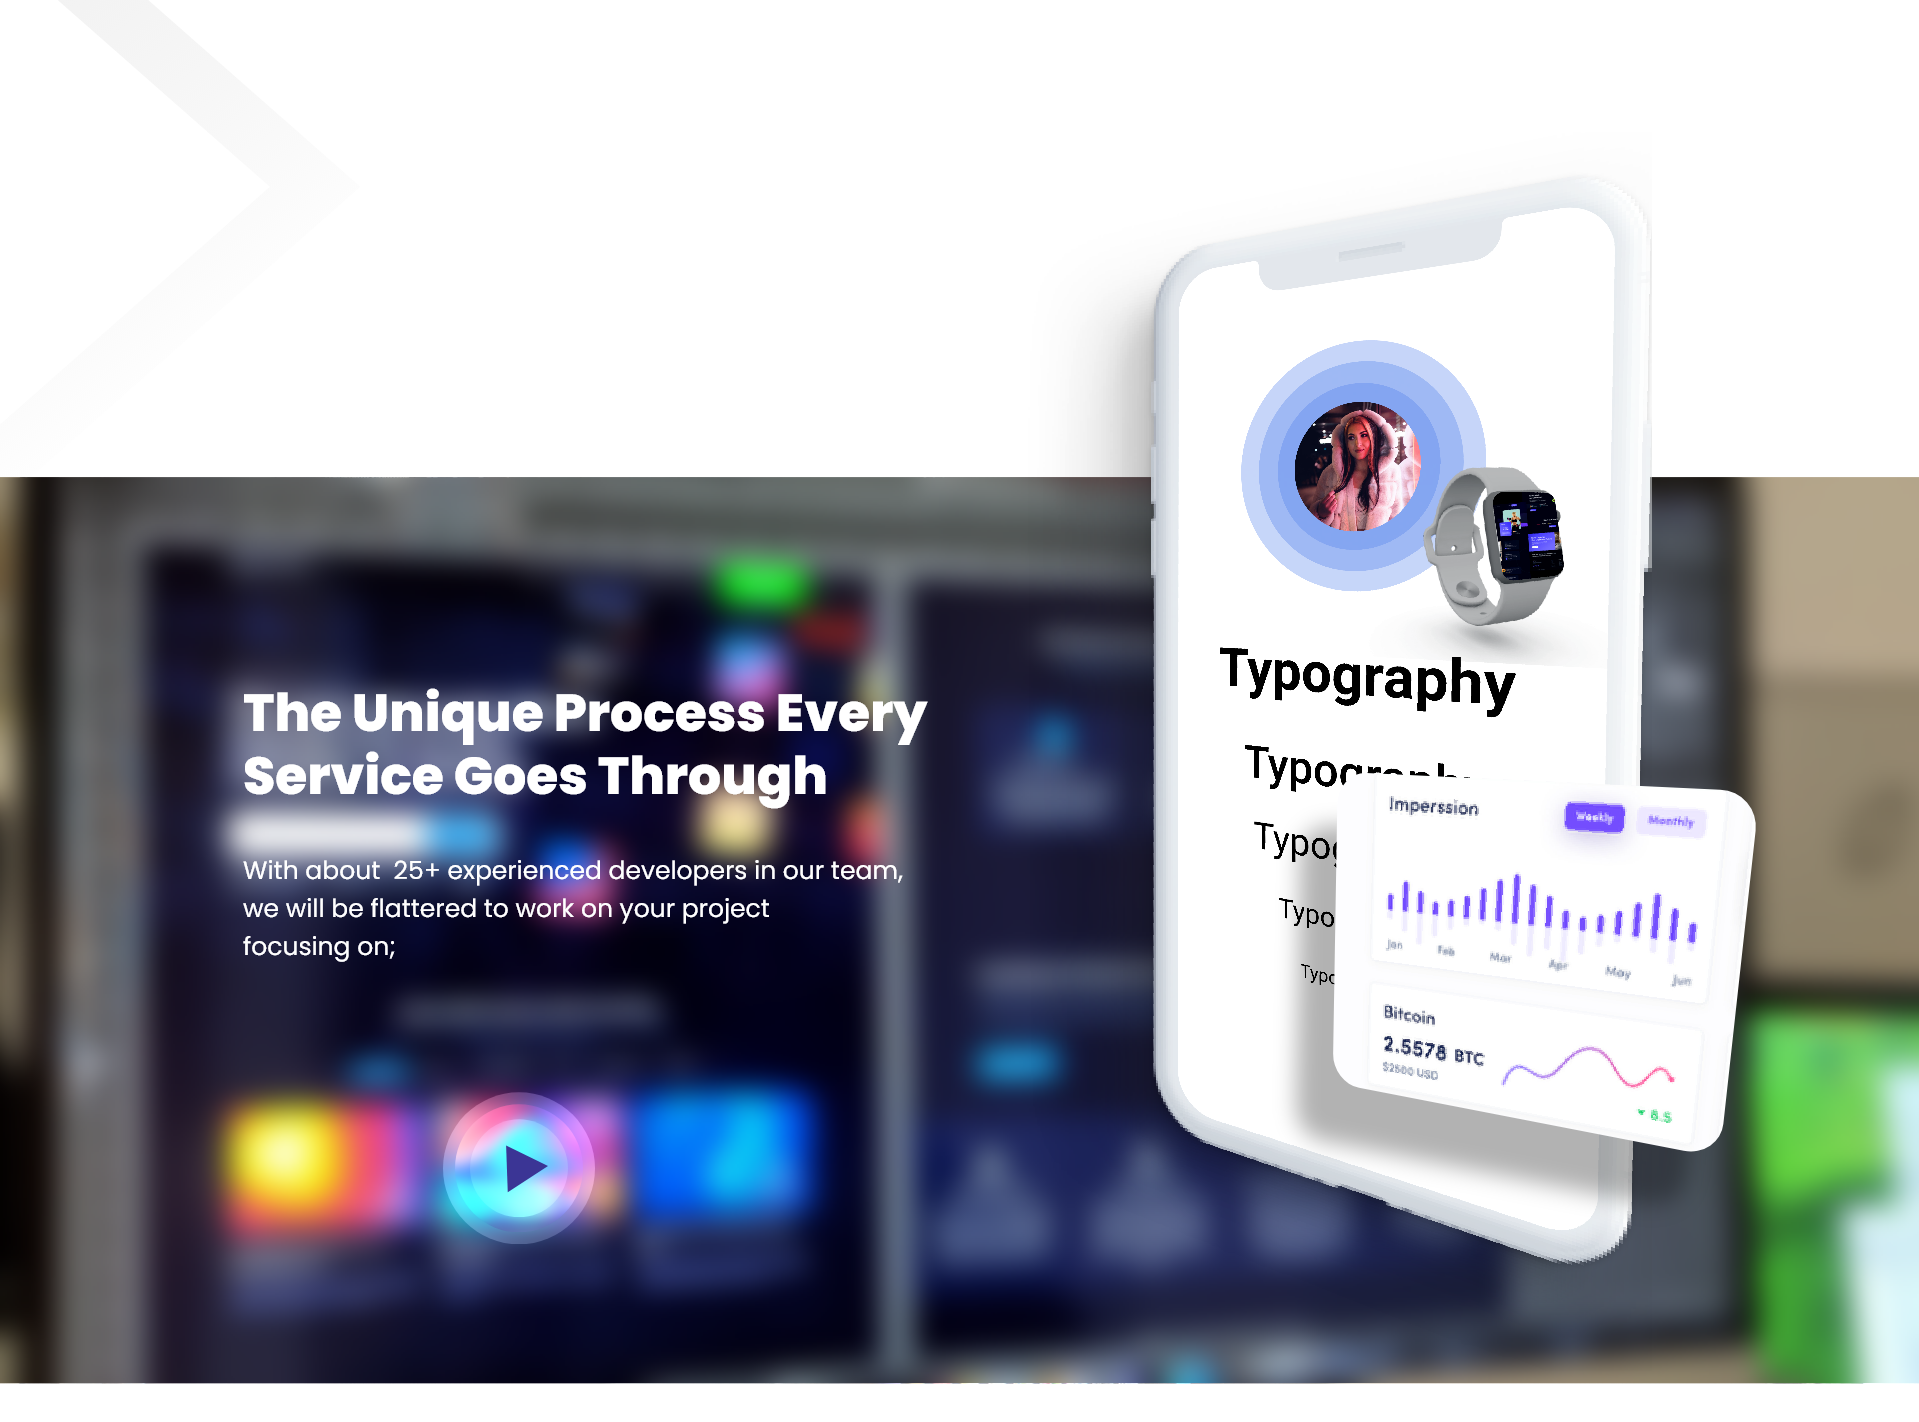 The Unique Process Every
Service Goes Through
With about  25+ experienced developers in our team,
we will be flattered to work on your project
focusing on;
Typography
Typography
Typog
Typo
Typo
Imperssion
Weekly
Monthly
Jan
Feb
Mar
Apr
May
Jun
Bitcoin
2.5578 BTC
$2500 USD
8.5